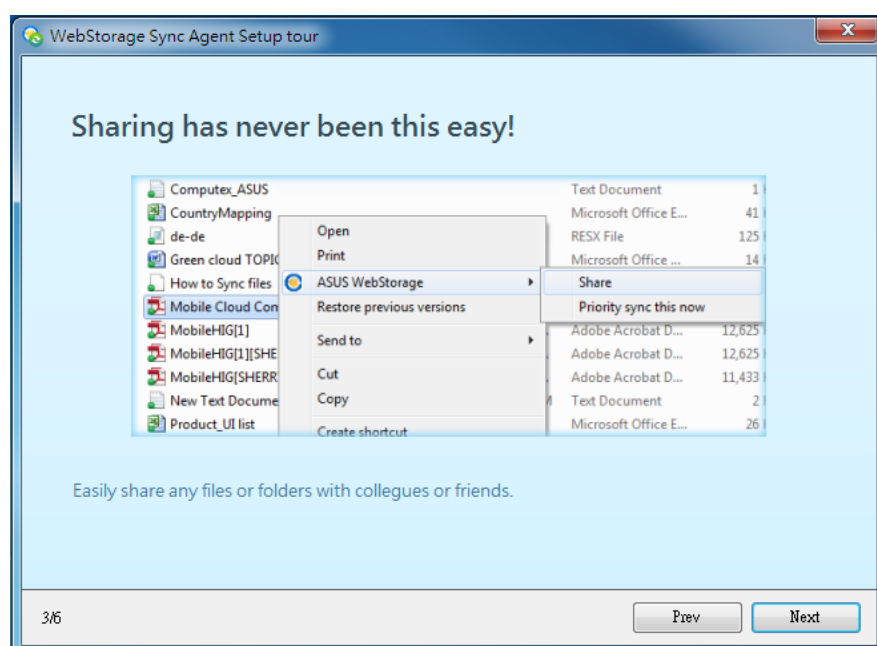 WebStorage Sync Agent Setup tour
Sharing has never been this easy!
Computex_ASUS Text Document 1
CountryMapping Microsoft Office E... 41
de-de RESX File 125
Green cloud TOPIC Microsoft Office ... 14
How to Sync files
Mobile Cloud Com
MobileHIG[1] Adobe Acrobat D... 12,625
MobileHIG[1][SHE Adobe Acrobat D... 12,625
MobileHIG[SHERR Adobe Acrobat D... 11,433
New Text Docume Text Document 2
Product_UI list Microsoft Office E... 26
Open
Print
ASUS WebStorage
Restore previous versions
Send to
Cut
Copy
Create shortcut
Share
Priority sync this now
Easily share any files or folders with collegues or friends.
3/6
Prev Next